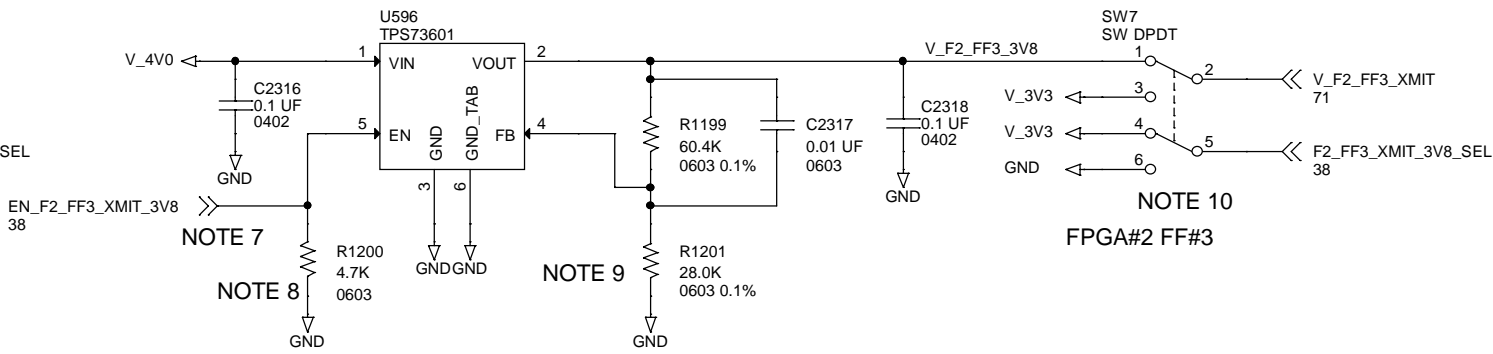 U596
TPS73601
SW7
SW DPDT
V_4V0
1
VIN
VOUT
2
V_F2_FF3_3V8
1
2
V_F2_FF3_XMIT
71
C2316
0.1 UF
0402
V_3V3
3
C2318
0.1 UF
0402
5
EN
GND
GND_TAB
FB
4
R1199
60.4K
0603 0.1%
C2317
0.01 UF
0603
V_3V3
4
5
F2_FF3_XMIT_3V8_SEL
38
SEL
GND
GND
6
3
6
GND
NOTE 10
EN_F2_FF3_XMIT_3V8
38
NOTE 7
FPGA#2 FF#3
R1200
4.7K
0603
NOTE 8
GND
GND
NOTE 9
R1201
28.0K
0603 0.1%
GND
GND